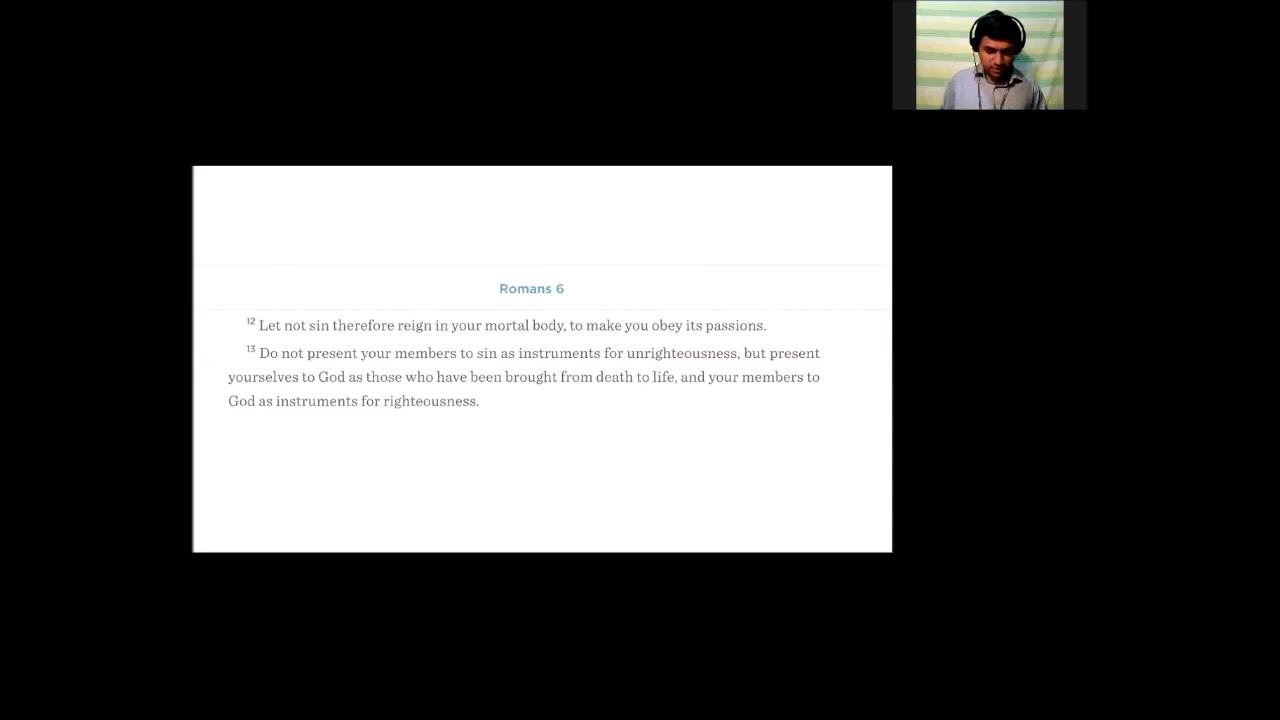 Romans 6
12 Let not sin therefore reign in your mortal body, to make you obey its passions.
13 Do not present your members to sin as instruments for unrighteousness, but present
yourselves to God as those who have been brought from death to life, and your members to
God as instruments for righteousness.